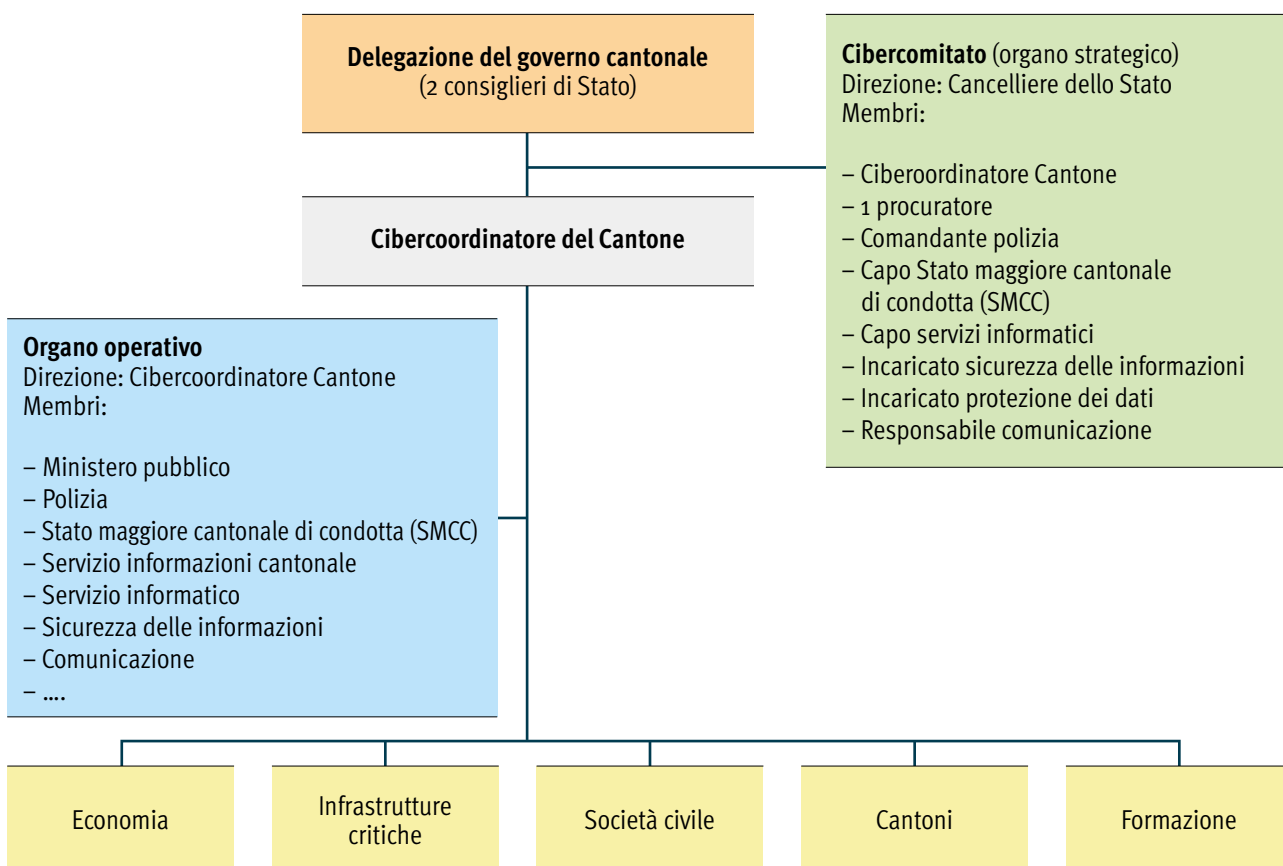 Delegazione del governo cantonale
(2 consiglieri di Stato)
Cibercomitato (organo strategico)
Direzione: Cancelliere dello Stato
Membri:
– Ciberoordinatore Cantone
– 1 procuratore
– Comandante polizia
– Capo Stato maggiore cantonale
di condotta (SMCC)
– Capo servizi informatici
– Incaricato sicurezza delle informazioni
– Incaricato protezione dei dati
– Responsabile comunicazione
Cibercoordinatore del Cantone
Organo operativo
Direzione: Cibercoordinatore Cantone
Membri:
– Ministero pubblico
– Polizia
– Stato maggiore cantonale di condotta (SMCC)
– Servizio informazioni cantonale
– Servizio informatico
– Sicurezza delle informazioni
– Comunicazione
– ....
Economia
Infrastrutture
critiche
Società civile
Cantoni
Formazione